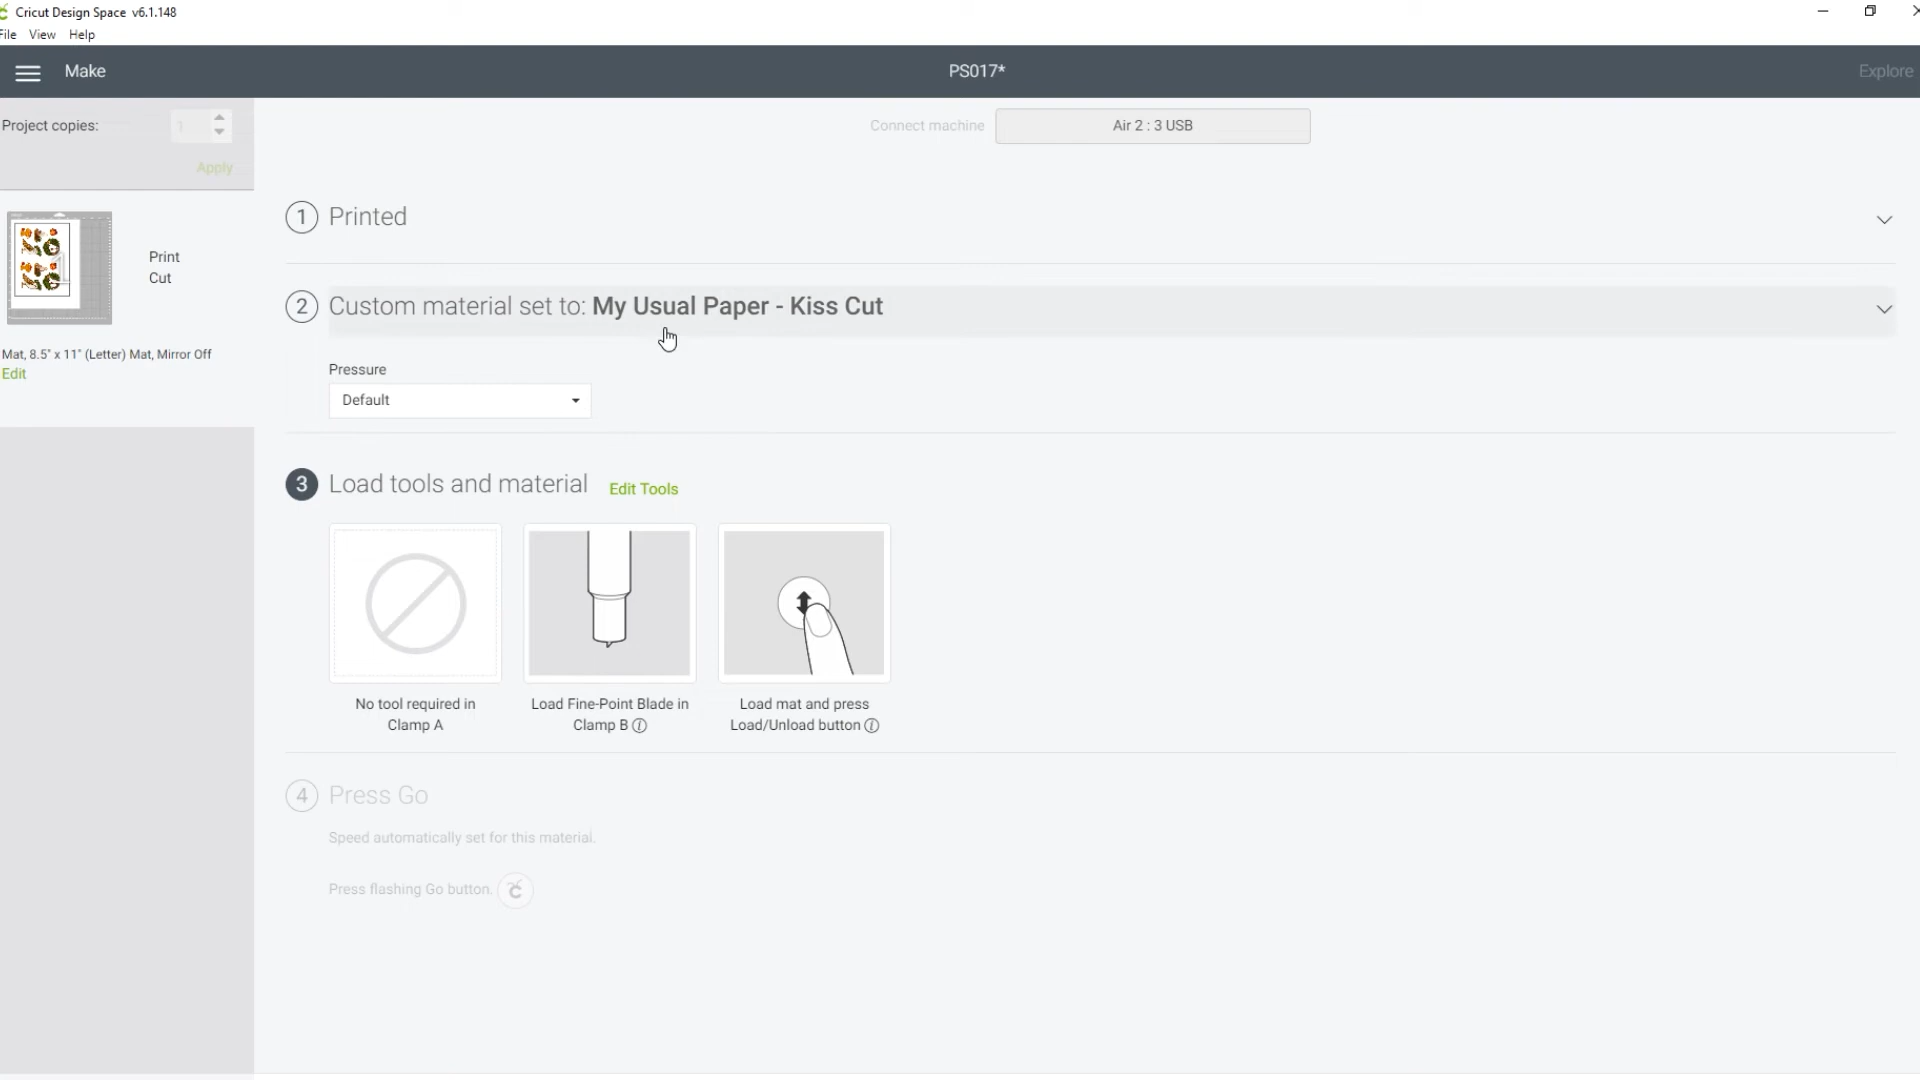 Cricut Design Space v6.1.148
File View Help
Make
PS017*
Explore
Project copies:
1
Apply
Connect machine
Air 2 : 3 USB
Print
Cut
Mat, 8.5" x 11" (Letter) Mat, Mirror Off
Edit
1 Printed
2 Custom material set to: My Usual Paper - Kiss Cut
Pressure
Default
3 Load tools and material Edit Tools
No tool required in
Clamp A
Load Fine-Point Blade in
Clamp B
Load mat and press
Load/Unload button
4 Press Go
Speed automatically set for this material.
Press flashing Go button.